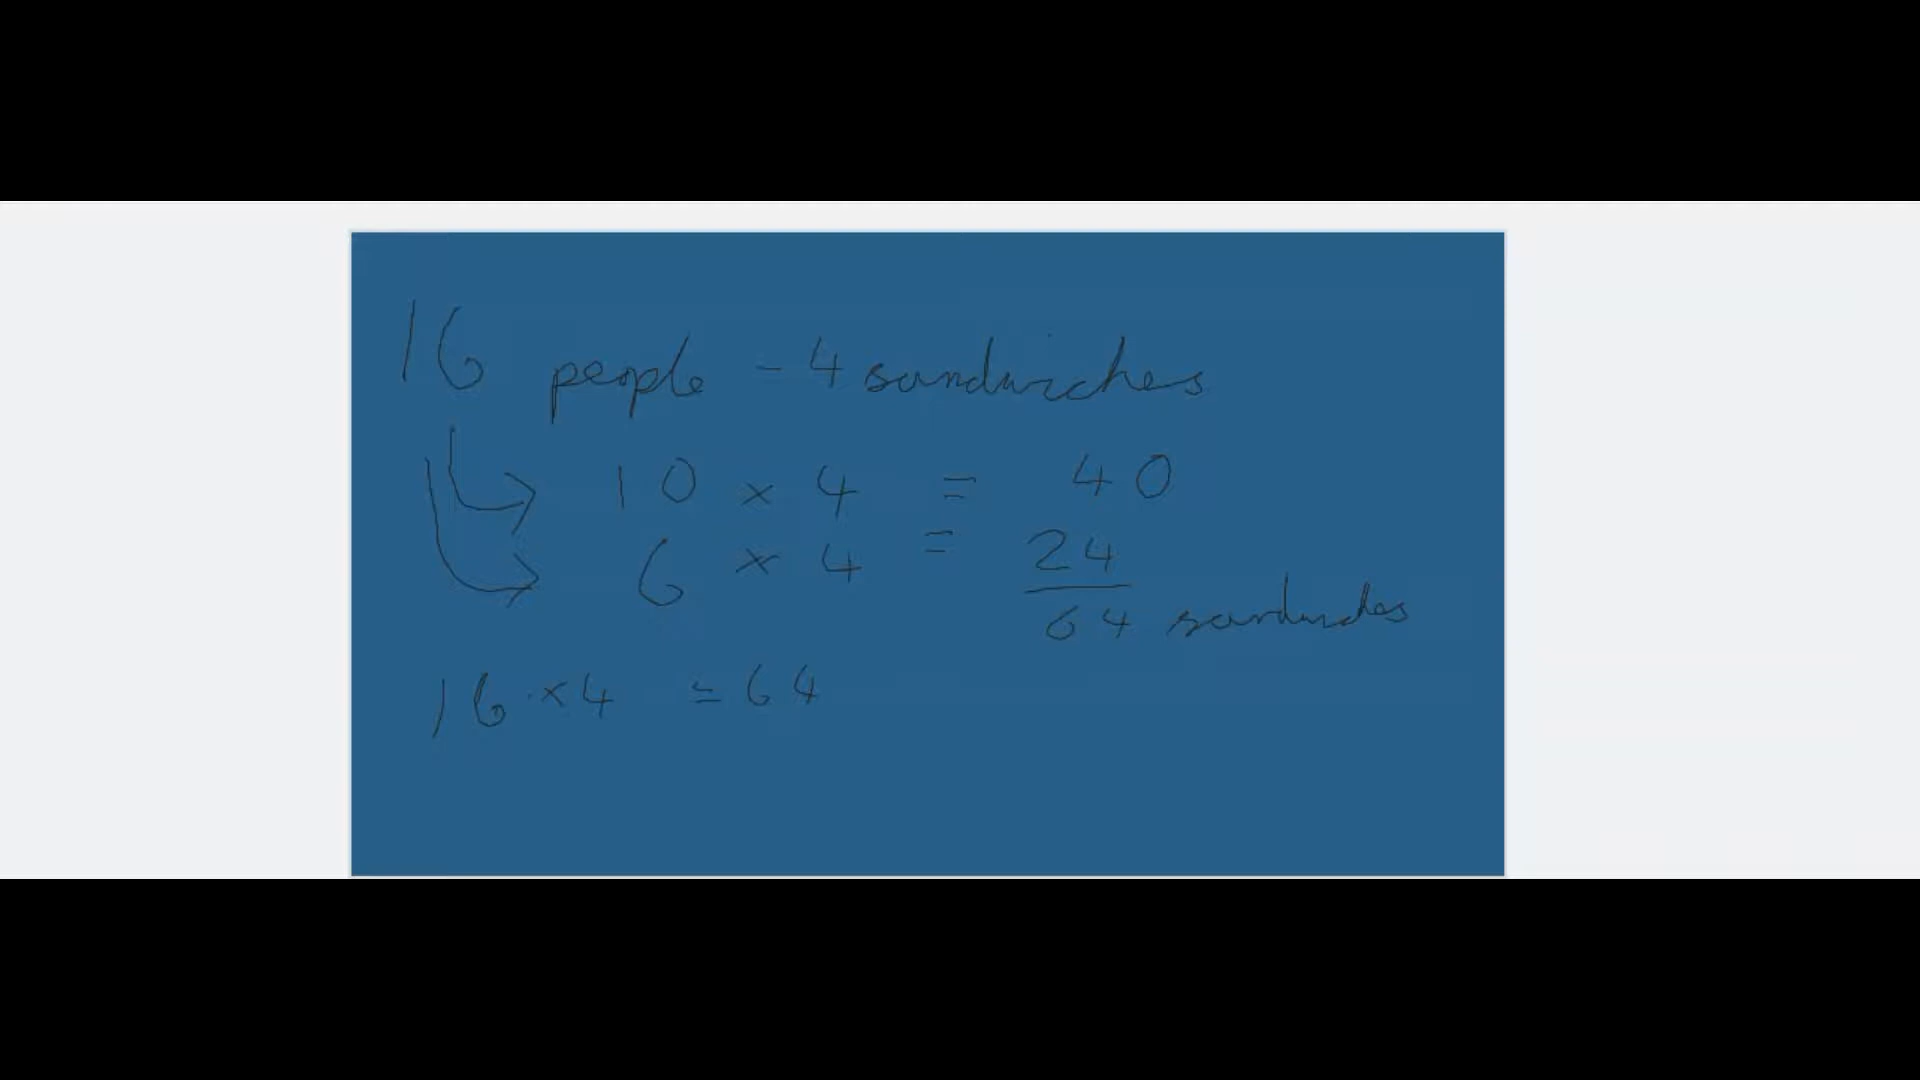 16 people - 4 sandwiches
10 × 4 = 40
6 × 4 = 24
64 sandwiches
16 × 4 = 64